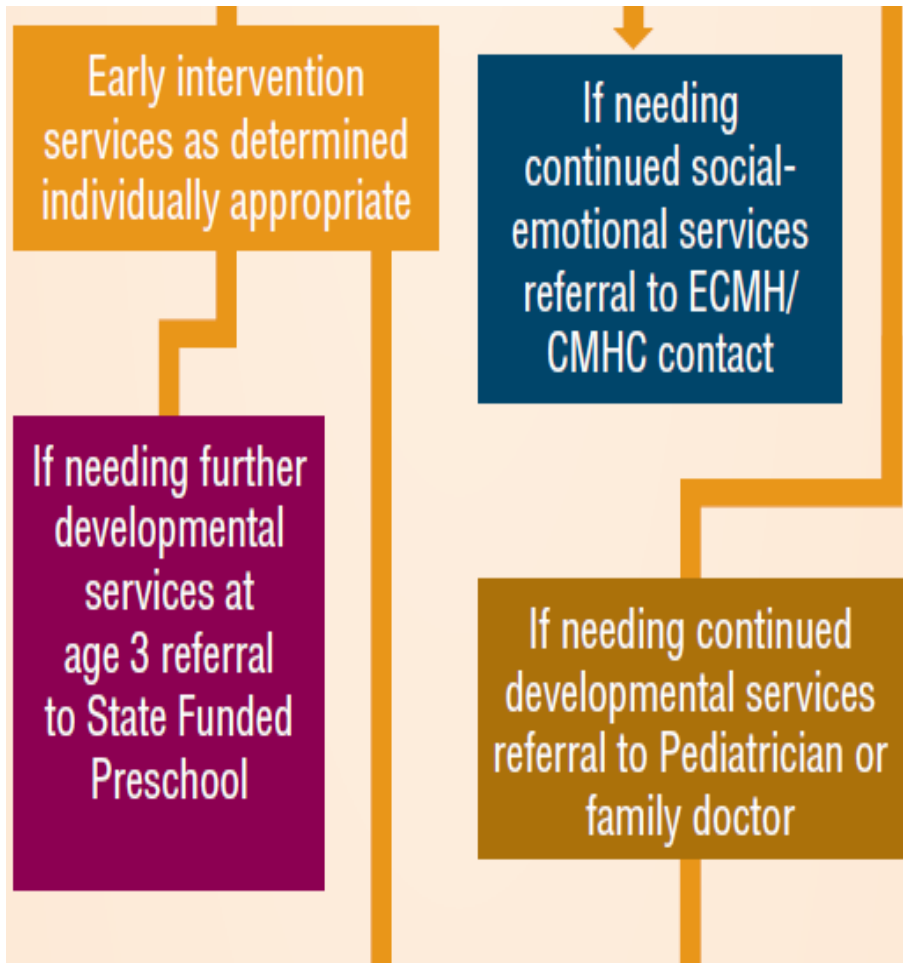 Early intervention
services as determined
individually appropriate
If needing
continued social-
emotional services
referral to ECMH/
CMHC contact
If needing further
developmental
services at
age 3 referral
to State Funded
Preschool
If needing continued
developmental services
referral to Pediatrician or
family doctor